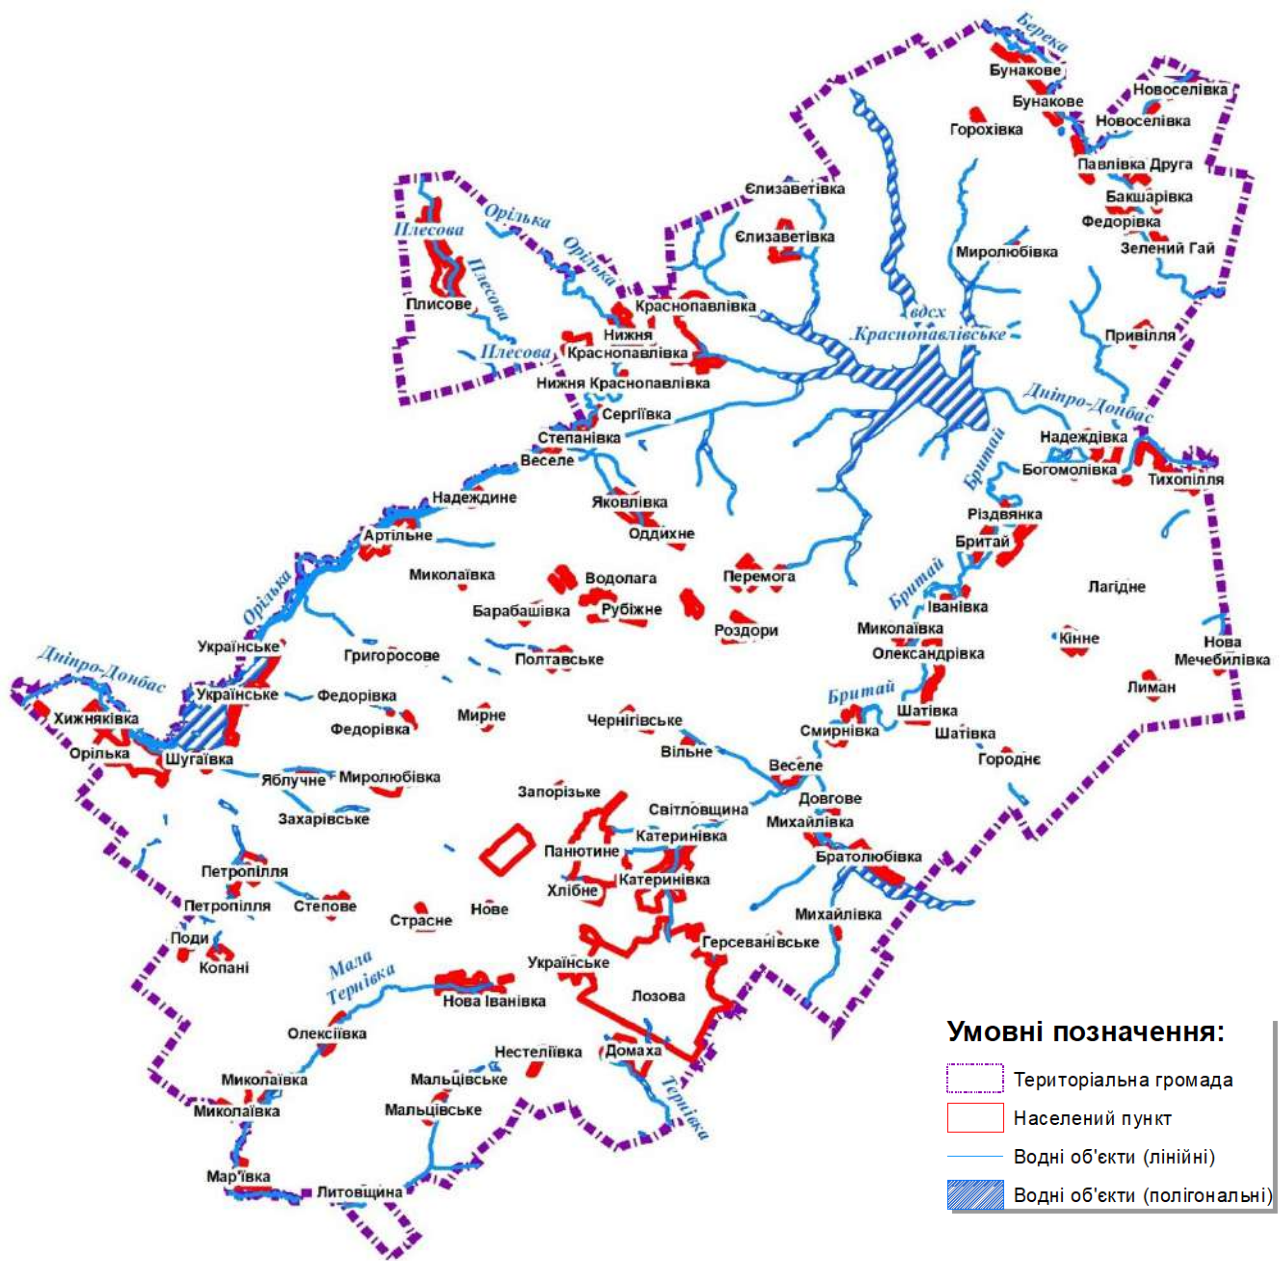 Берека
Бунакове
Новоселівка
Бунакове
Новоселівка
Горохівка
Павлівка Друга
Єлизаветівка
Бакшарівка
Орілька
Федорівка
Плесова
Єлизаветівка
Зелений Гай
Миролюбівка
Орілька
Плесова
Плисове
Краснопавлівка
вдсх
Краснопавлівське
Нижня
Краснопавлівка
Привілля
Плесова
Нижня Краснопавлівка
Дніпро-Донбас
Сергіївка
Степанівка
Надеждівка
Веселе
Бритай
Богомолівка
Тихопілля
Надеждине
Яковлівка
Різдвянка
Артільне
Оддихне
Бритай
Миколаївка
Водолага
Перемога
Бритай
Лагідне
Орілька
Барабашівка
Рубіжне
Іванівка
Роздори
Миколаївка
Кінне
Українське
Григоросове
Полтавське
Олександрівка
Нова
Мечебилівка
Дніпро-Донбас
Українське
Федорівка
Бритай
Лиман
Хижняківка
Федорівка
Мирне
Чернігівське
Шатівка
Смирнівка
Шатівка
Орілька
Шугаївка
Вільне
Городнє
Яблучне
Миролюбівка
Веселе
Запорізьке
Довгове
Захарівське
Світловщина
Михайлівка
Катеринівка
Панютине
Братолюбівка
Петропілля
Хлібне
Катеринівка
Петропілля
Степове
Страсне
Нове
Михайлівка
Поди
Герсеванівське
Копані
Мала
Тернівка
Українське
Нова Іванівка
Лозова
Олексіївка
Нестеліївка
Домаха
Миколаївка
Мальцівське
Миколаївка
Мальцівське
Тернівка
Мар'ївка
Литовщина
Умовні позначення:
Територіальна громада
Населений пункт
Водні об'єкти (лінійні)
Водні об'єкти (полігональні)